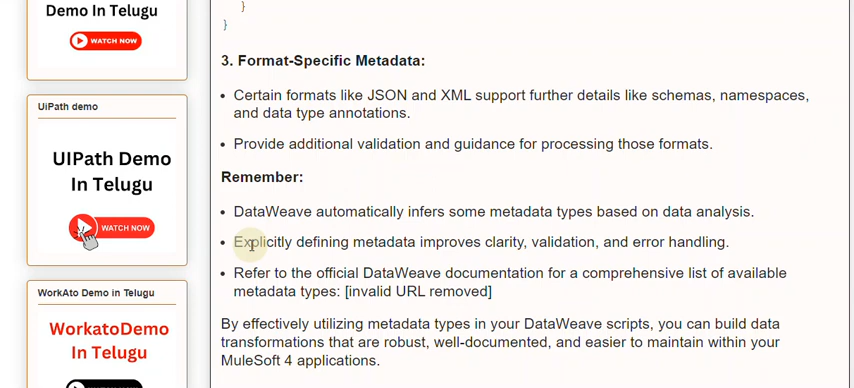 Demo In Telugu
WATCH NOW
UiPath demo
UIPath Demo
In Telugu
WATCH NOW
WorkAto Demo in Telugu
WorkatoDemo
In Telugu
}
}
3. Format-Specific Metadata:
• Certain formats like JSON and XML support further details like schemas, namespaces,
and data type annotations.
• Provide additional validation and guidance for processing those formats.
Remember:
• DataWeave automatically infers some metadata types based on data analysis.
• Explicitly defining metadata improves clarity, validation, and error handling.
• Refer to the official DataWeave documentation for a comprehensive list of available
metadata types: [invalid URL removed]
By effectively utilizing metadata types in your DataWeave scripts, you can build data
transformations that are robust, well-documented, and easier to maintain within your
MuleSoft 4 applications.